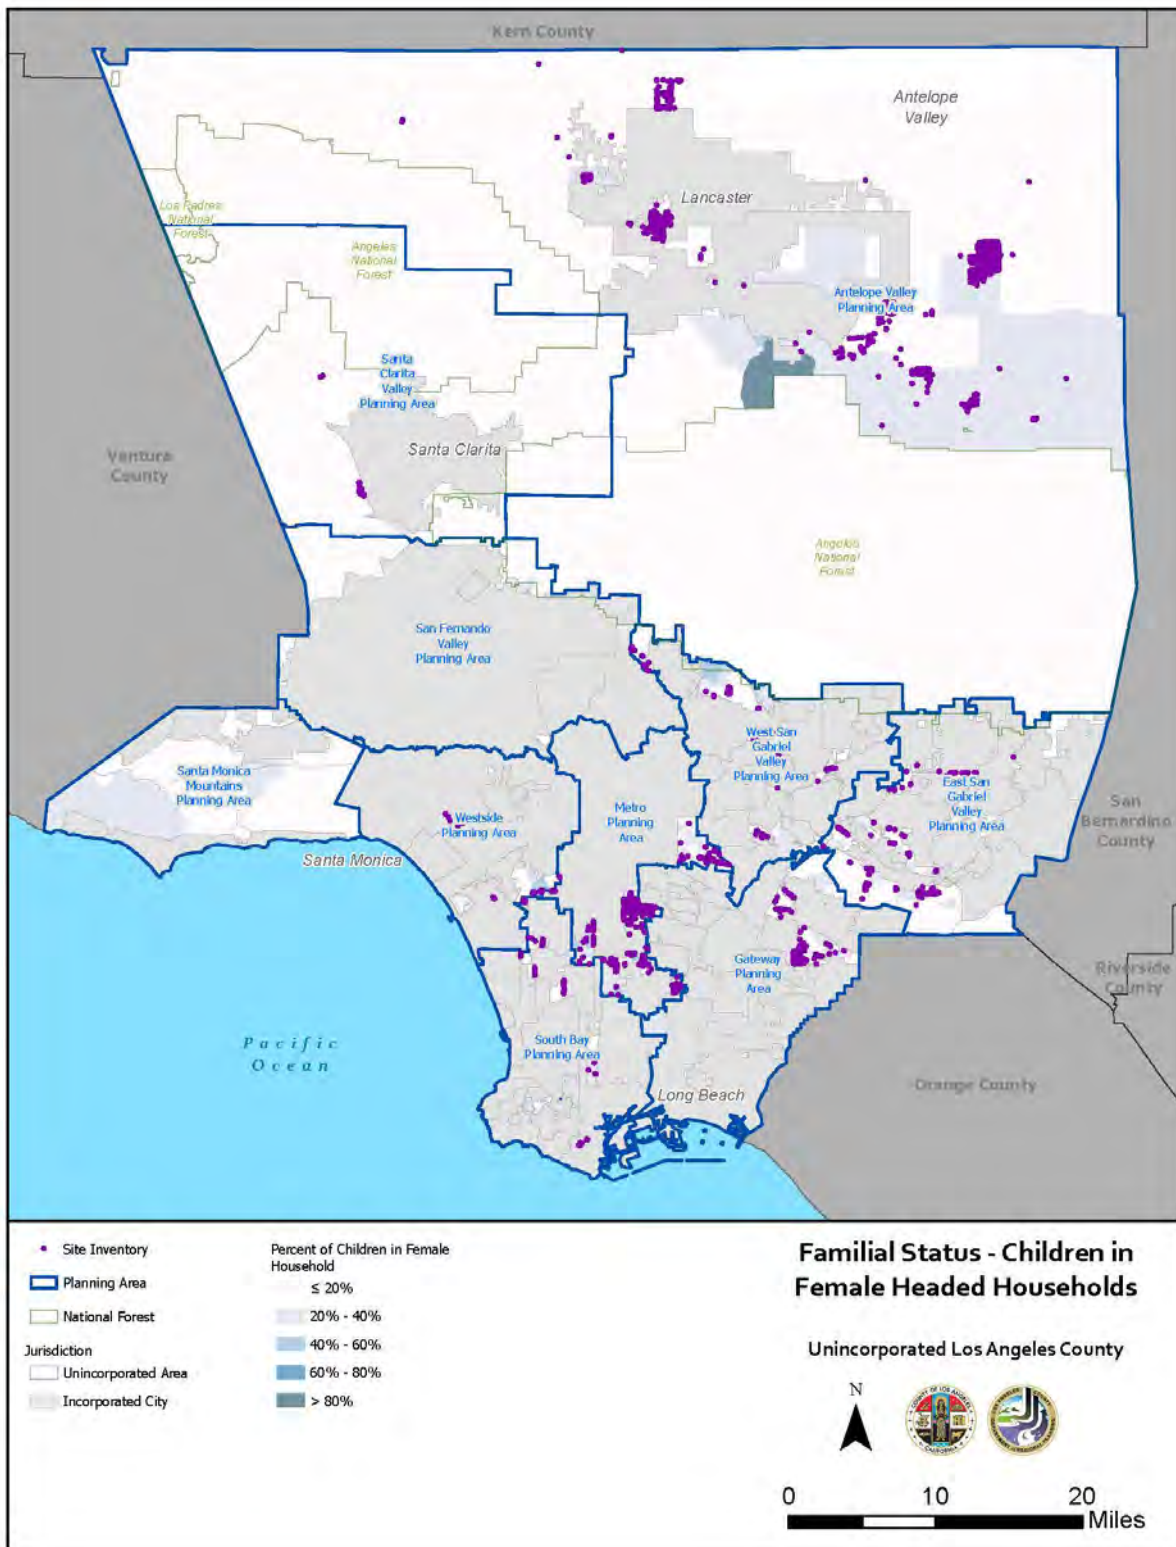 Kern County
Antelope
Valley
Lancaster
Los Padres
National
Forest
Angeles
National
Forest
Antelope Valley
Planning Area
Santa
Clarita
Valley
Planning Area
Santa Clarita
Ventura
County
Angeles
National
Forest
San Fernando
Valley
Planning Area
West San
Gabriel
Valley
Planning Area
Santa Monica
Mountains
Planning Area
Metro
Planning
Area
East San
Gabriel
Valley
Planning Area
San
Bernardino
County
Westside
Planning Area
Santa Monica
Gateway
Planning
Area
Riverside
County
Pacific
Ocean
South Bay
Planning Area
Long Beach
Orange County
Site Inventory
Planning Area
National Forest
Jurisdiction
Unincorporated Area
Incorporated City
Percent of Children in Female
Household
≤ 20%
20% - 40%
40% - 60%
60% - 80%
> 80%
Familial Status - Children in
Female Headed Households
Unincorporated Los Angeles County
N
0 10 20
Miles